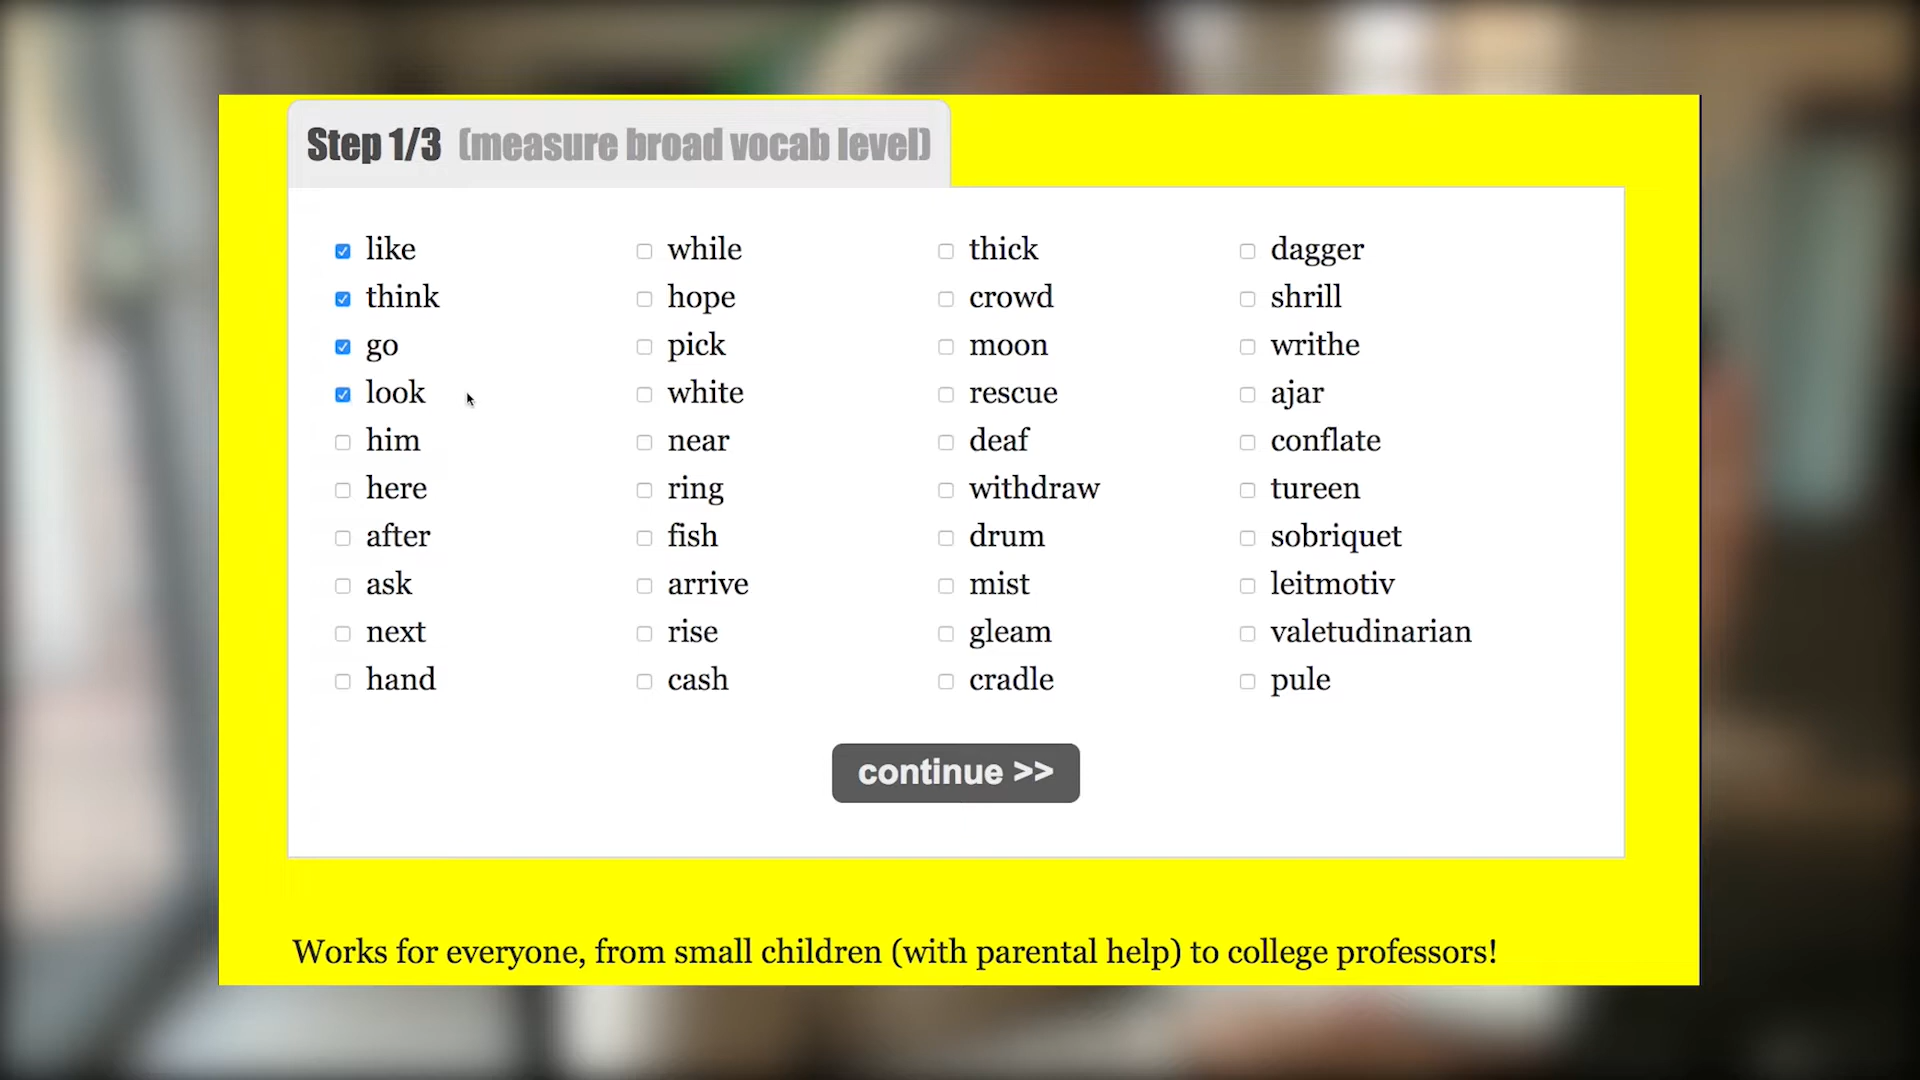 Step 1/3 (measure broad vocab level)
like
think
go
look
him
here
after
ask
next
hand
while
hope
pick
white
near
ring
fish
arrive
rise
cash
thick
crowd
moon
rescue
deaf
withdraw
drum
mist
gleam
cradle
dagger
shrill
writhe
ajar
conflate
tureen
sobriquet
leitmotiv
valetudinarian
pule
continue >>
Works for everyone, from small children (with parental help) to college professors!